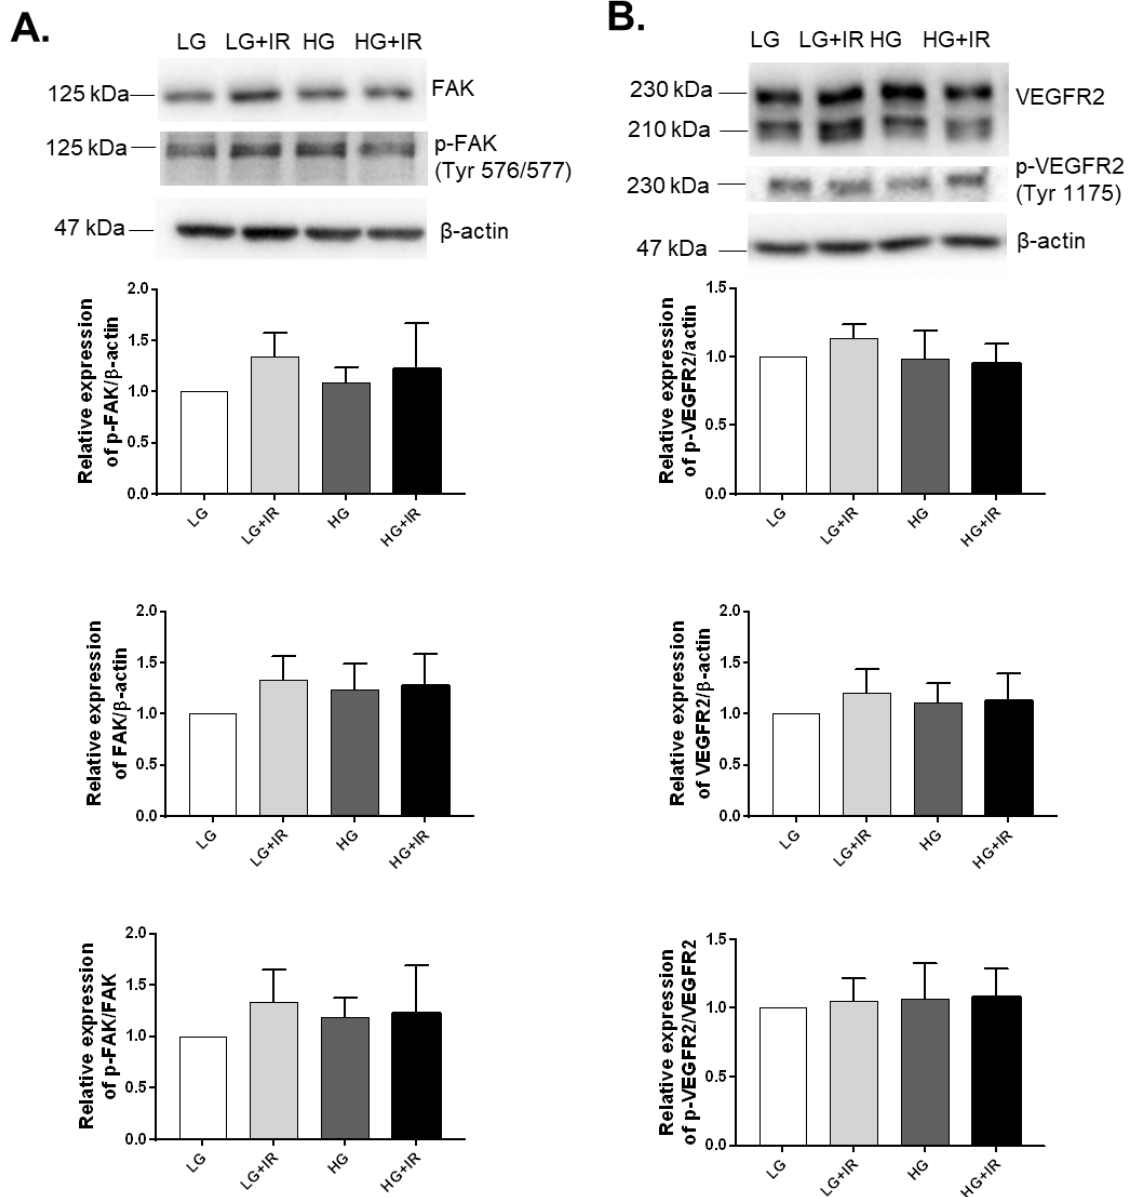 A.
LG LG+IR HG HG+IR
125 kDa
FAK
125 kDa
p-FAK
(Tyr 576/577)
47 kDa
β-actin
Relative expression
of p-FAK/β-actin
2.0
1.5
1.0
0.5
0.0
LG
LG+IR
HG
HG+IR
Relative expression
of FAK/β-actin
2.0
1.5
1.0
0.5
0.0
LG
LG+IR
HG
HG+IR
Relative expression
of p-FAK/FAK
2.0
1.5
1.0
0.5
0.0
LG
LG+IR
HG
HG+IR
B.
LG LG+IR HG HG+IR
230 kDa
VEGFR2
210 kDa
230 kDa
p-VEGFR2
(Tyr 1175)
47 kDa
β-actin
Relative expression
of p-VEGFR2/actin
1.5
1.0
0.5
0.0
LG
LG+IR
HG
HG+IR
Relative expression
of VEGFR2/β-actin
2.0
1.5
1.0
0.5
0.0
LG
LG+IR
HG
HG+IR
Relative expression
of p-VEGFR2/VEGFR2
1.5
1.0
0.5
0.0
LG
LG+IR
HG
HG+IR